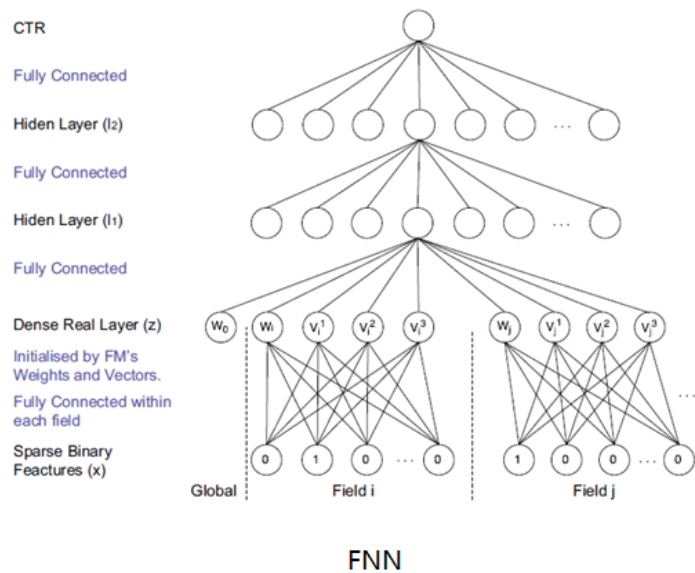 CTR
Fully Connected
Hiden Layer (l₂)
Fully Connected
Hiden Layer (l₁)
Fully Connected
Dense Real Layer (z) W₀ Wᵢ Vᵢ¹ Vᵢ² Vᵢ³ Wⱼ Vⱼ¹ Vⱼ² Vⱼ³
Initialised by FM's
Weights and Vectors.
Fully Connected within
each field
Sparse Binary
Feactures (x)
0 1 0 ... 0 1 0 0 ... 0
Global Field i Field j
FNN